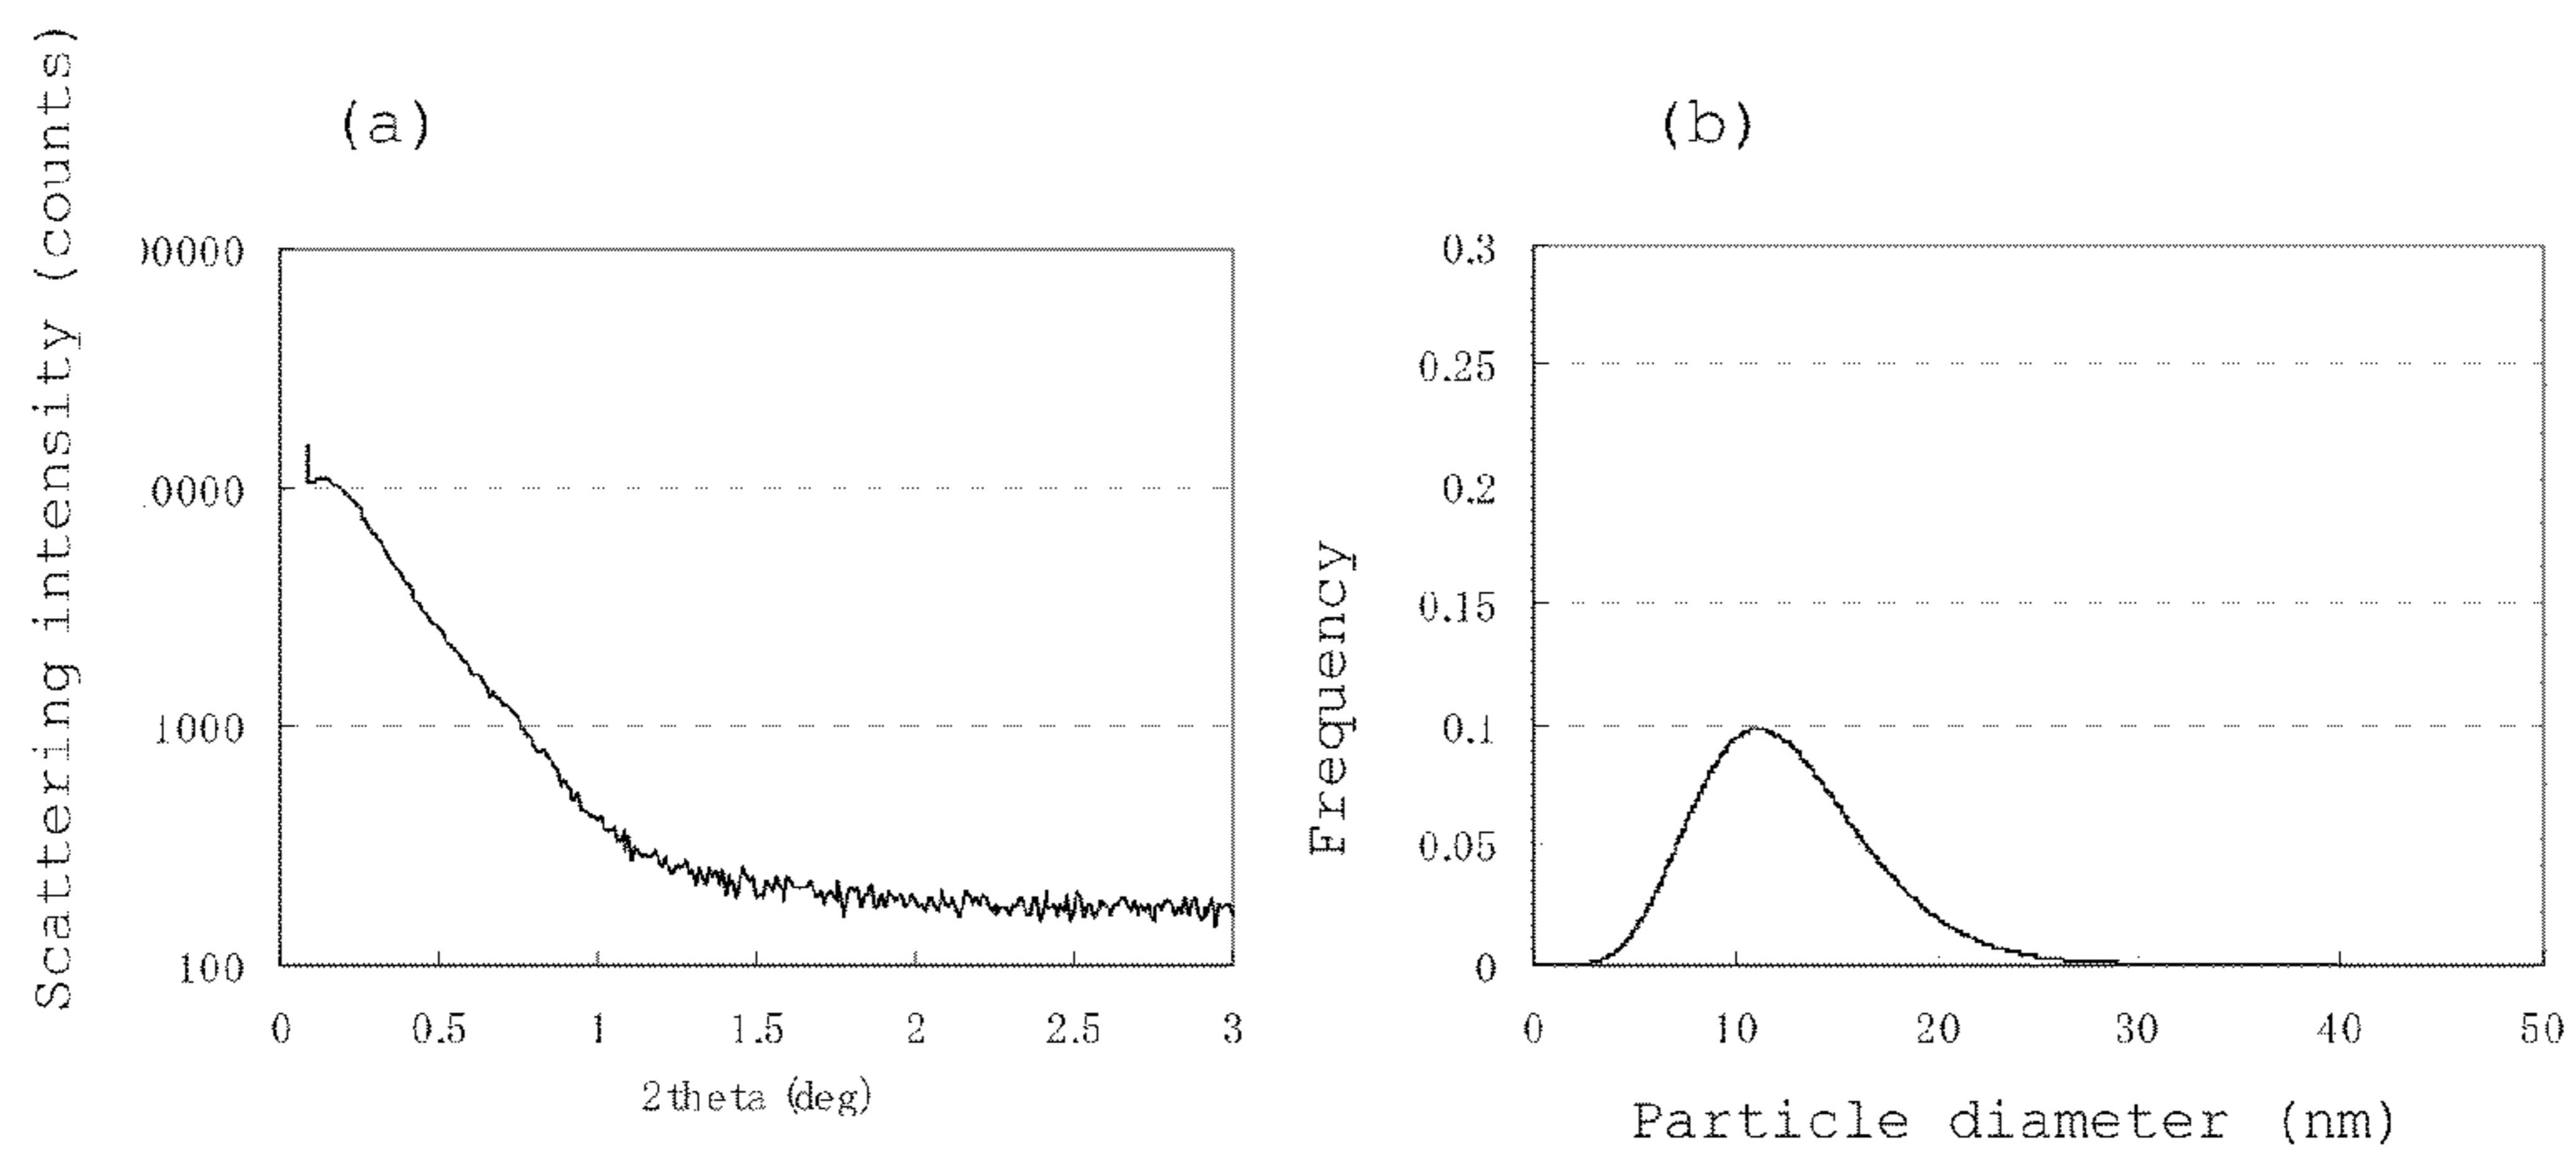 (a)
Scattering intensity (counts)
00000
0000
1000
100
0 0.5 1 1.5 2 2.5 3
2theta (deg)
(b)
Frequency
0.3
0.25
0.2
0.15
0.1
0.05
0
0 10 20 30 40 50
Particle diameter (nm)